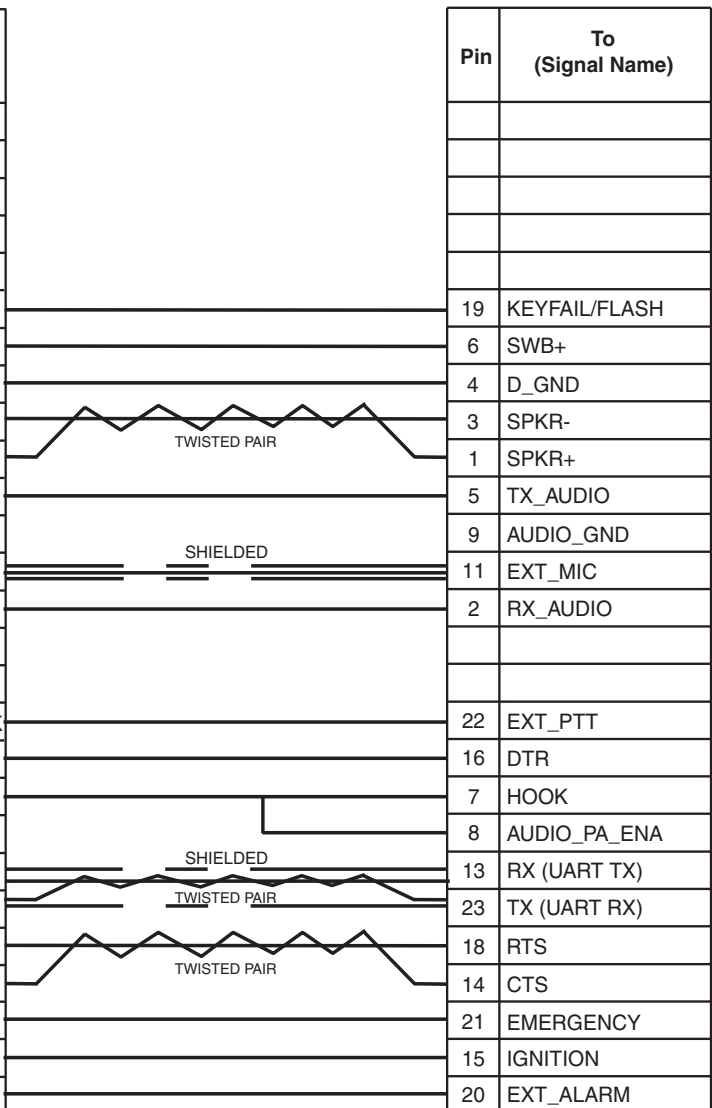 Pin To
(Signal Name)
19 KEYFAIL/FLASH
6 SWB+
4 D_GND
3 SPKR-
TWISTED PAIR
1 SPKR+
5 TX_AUDIO
9 AUDIO_GND
SHIELDED
11 EXT_MIC
2 RX_AUDIO
22 EXT_PTT
16 DTR
7 HOOK
8 AUDIO_PA_ENA
SHIELDED
13 RX (UART TX)
TWISTED PAIR
23 TX (UART RX)
18 RTS
TWISTED PAIR
14 CTS
21 EMERGENCY
15 IGNITION
20 EXT_ALARM